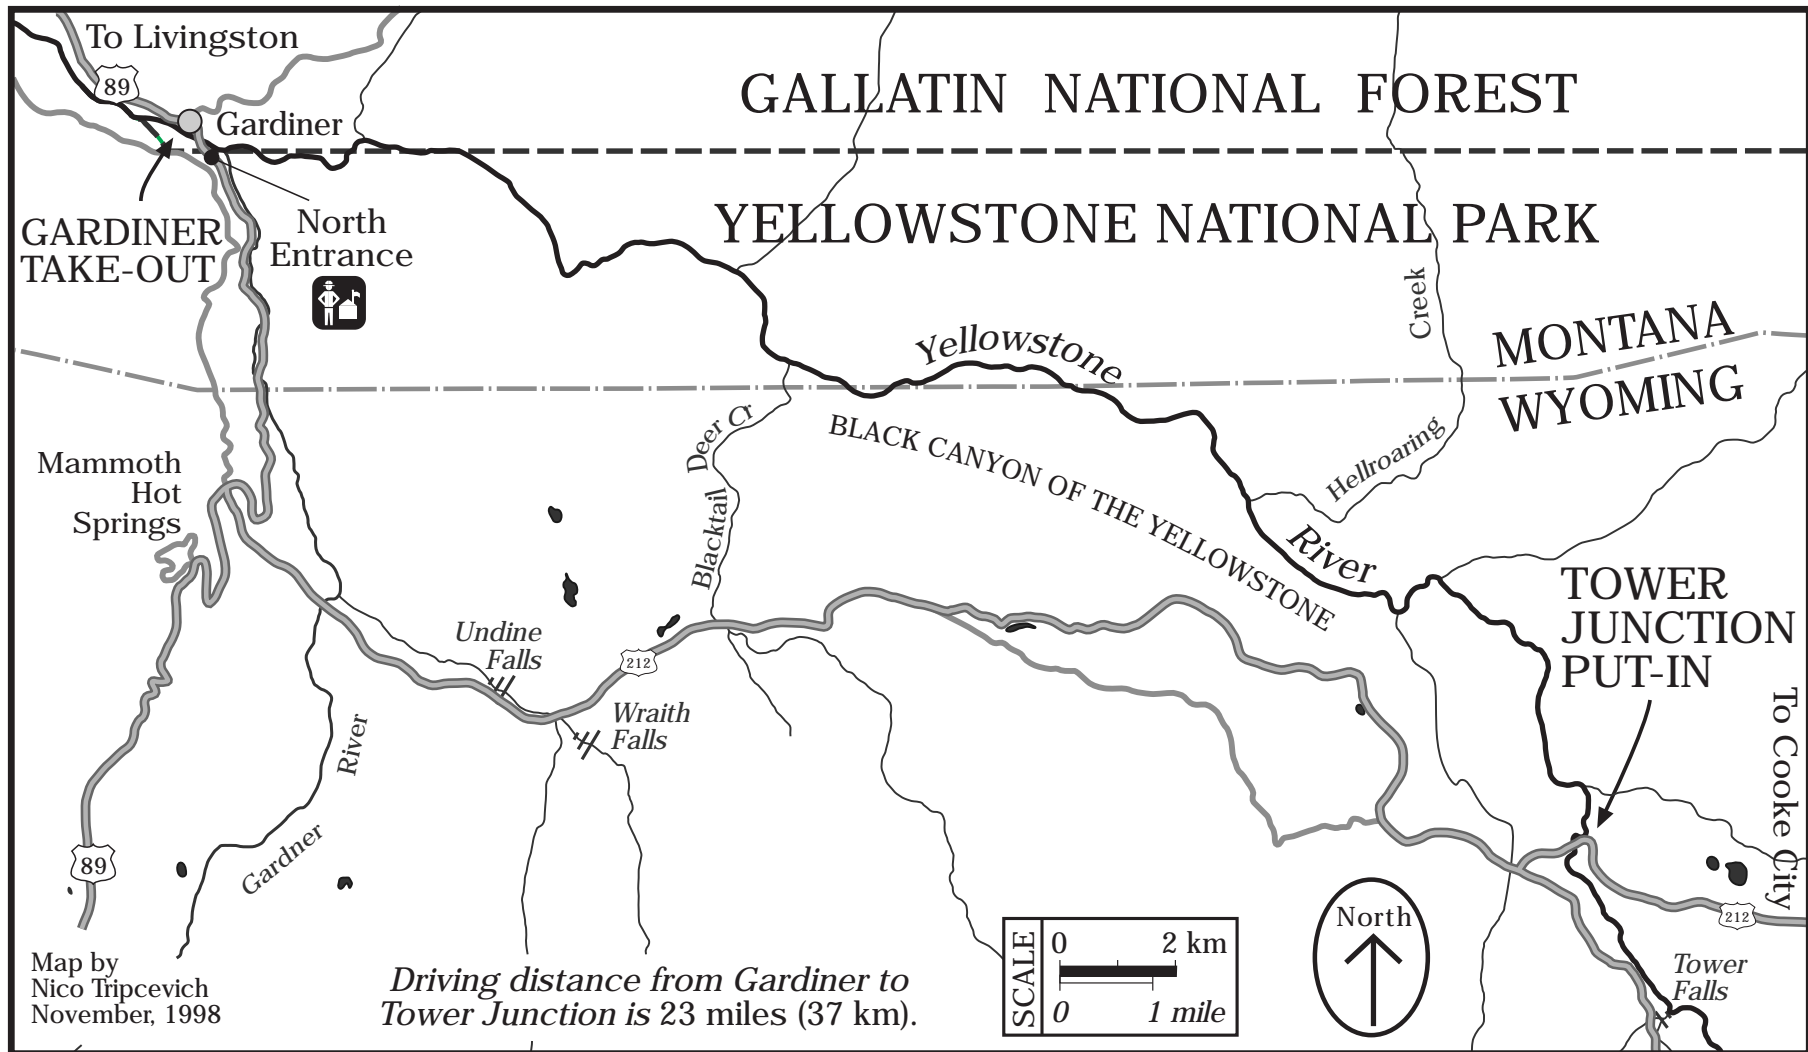 To Livingston
89
Gardiner
GALLATIN NATIONAL FOREST
GARDINER
TAKE-OUT
North
Entrance
YELLOWSTONE NATIONAL PARK
Creek
MONTANA
WYOMING
Yellowstone
River
Hellroaring
BLACK CANYON OF THE YELLOWSTONE
Blacktail Deer Cr
Mammoth
Hot
Springs
Undine
Falls
212
Wraith
Falls
TOWER
JUNCTION
PUT-IN
To Cooke City
River
Gardner
89
212
Tower
Falls
North
SCALE
0 2 km
0 1 mile
Map by
Nico Tripcevich
November, 1998
Driving distance from Gardiner to
Tower Junction is 23 miles (37 km).